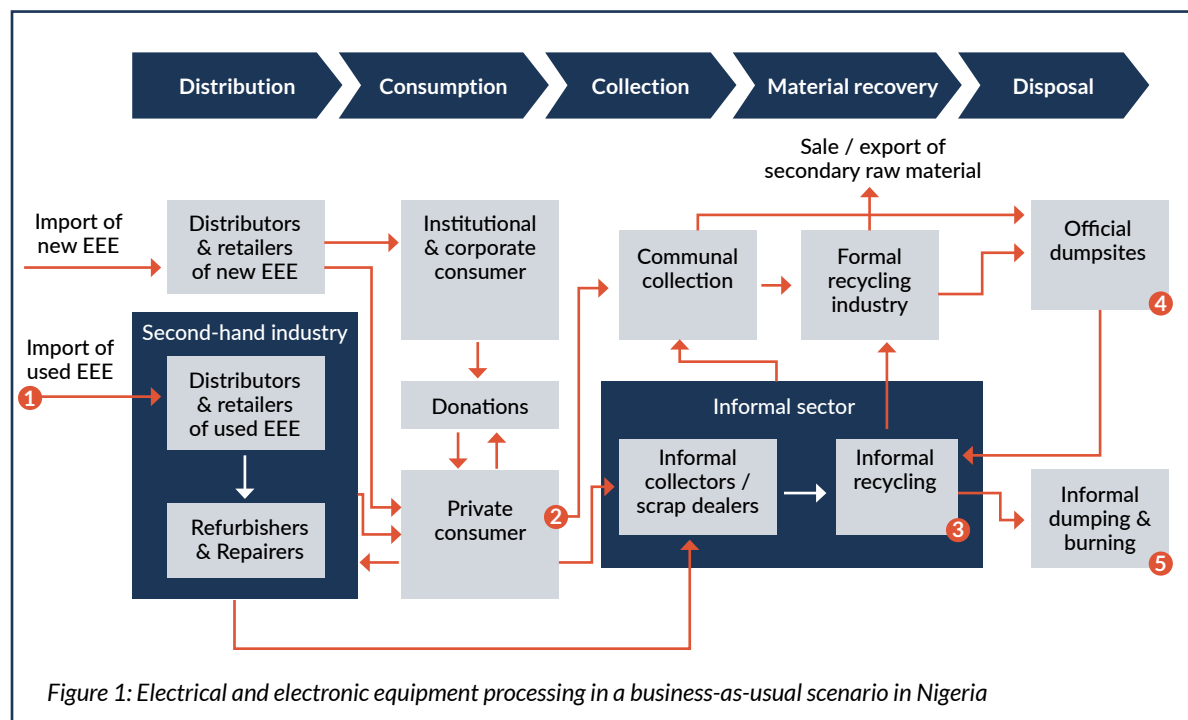 Distribution
Consumption
Collection
Material recovery
Disposal
Sale / export of
secondary raw material
Import of
new EEE
Distributors
& retailers
of new EEE
Institutional
& corporate
consumer
Communal
collection
Formal
recycling
industry
Official
dumpsites
4
Second-hand industry
Import of
used EEE
1
Distributors
& retailers
of used EEE
Donations
Informal sector
Refurbishers
& Repairers
Private
consumer
2
Informal
collectors /
scrap dealers
Informal
recycling
3
Informal
dumping &
burning
5
Figure 1: Electrical and electronic equipment processing in a business-as-usual scenario in Nigeria